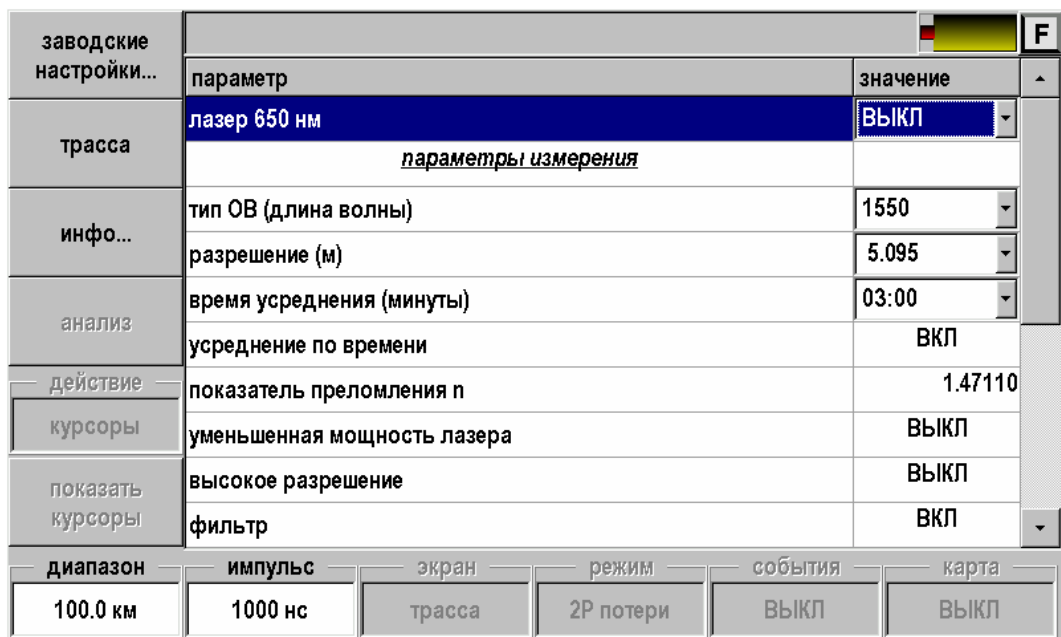 заводские
настройки...
F
параметр значение
лазер 650 нм ВЫКЛ
трасса
параметры измерения
тип ОВ (длина волны) 1550
инфо...
разрешение (м) 5.095
время усреднения (минуты) 03:00
анализ
усреднение по времени ВКЛ
действие
показатель преломления n 1.47110
курсоры
уменьшенная мощность лазера ВЫКЛ
высокое разрешение ВЫКЛ
показать
курсоры
фильтр ВКЛ
диапазон импульс экран режим события карта
100.0 км 1000 нс трасса 2Р потери ВЫКЛ ВЫКЛ